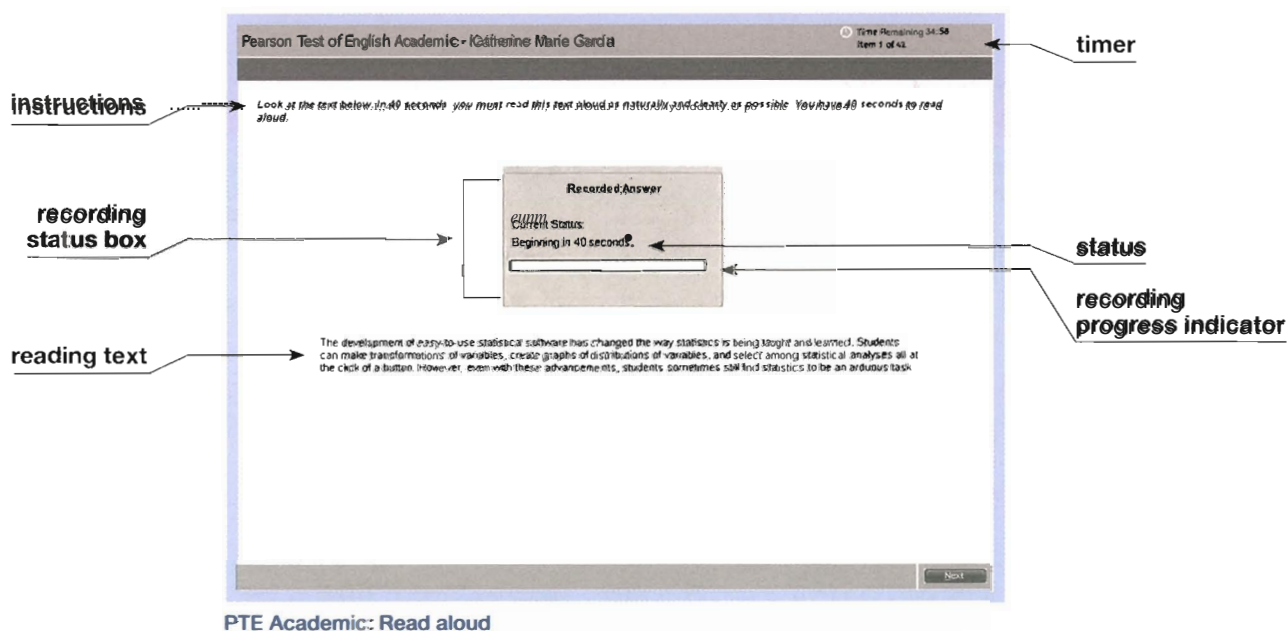 Pearson Test of English Academic - Katherine Marie Garcia
Time Remaining 34:58
Item 1 of 42
timer
instructions
Look at the text below. In 40 seconds you must read this text aloud as naturally and clearly as possible. You have 40 seconds to read
aloud.
Recorded Answer
recording
status box
Current Status:
Beginning in 40 seconds.
status
recording
progress indicator
reading text
The development of easy-to-use statistical software has changed the way statistics is being taught and learned. Students
can make transformations of variables, create graphs of distributions of variables, and select among statistical analyses all at
the click of a button. However, even with these advancements, students sometimes still find statistics to be an arduous task
Next
PTE Academic: Read aloud